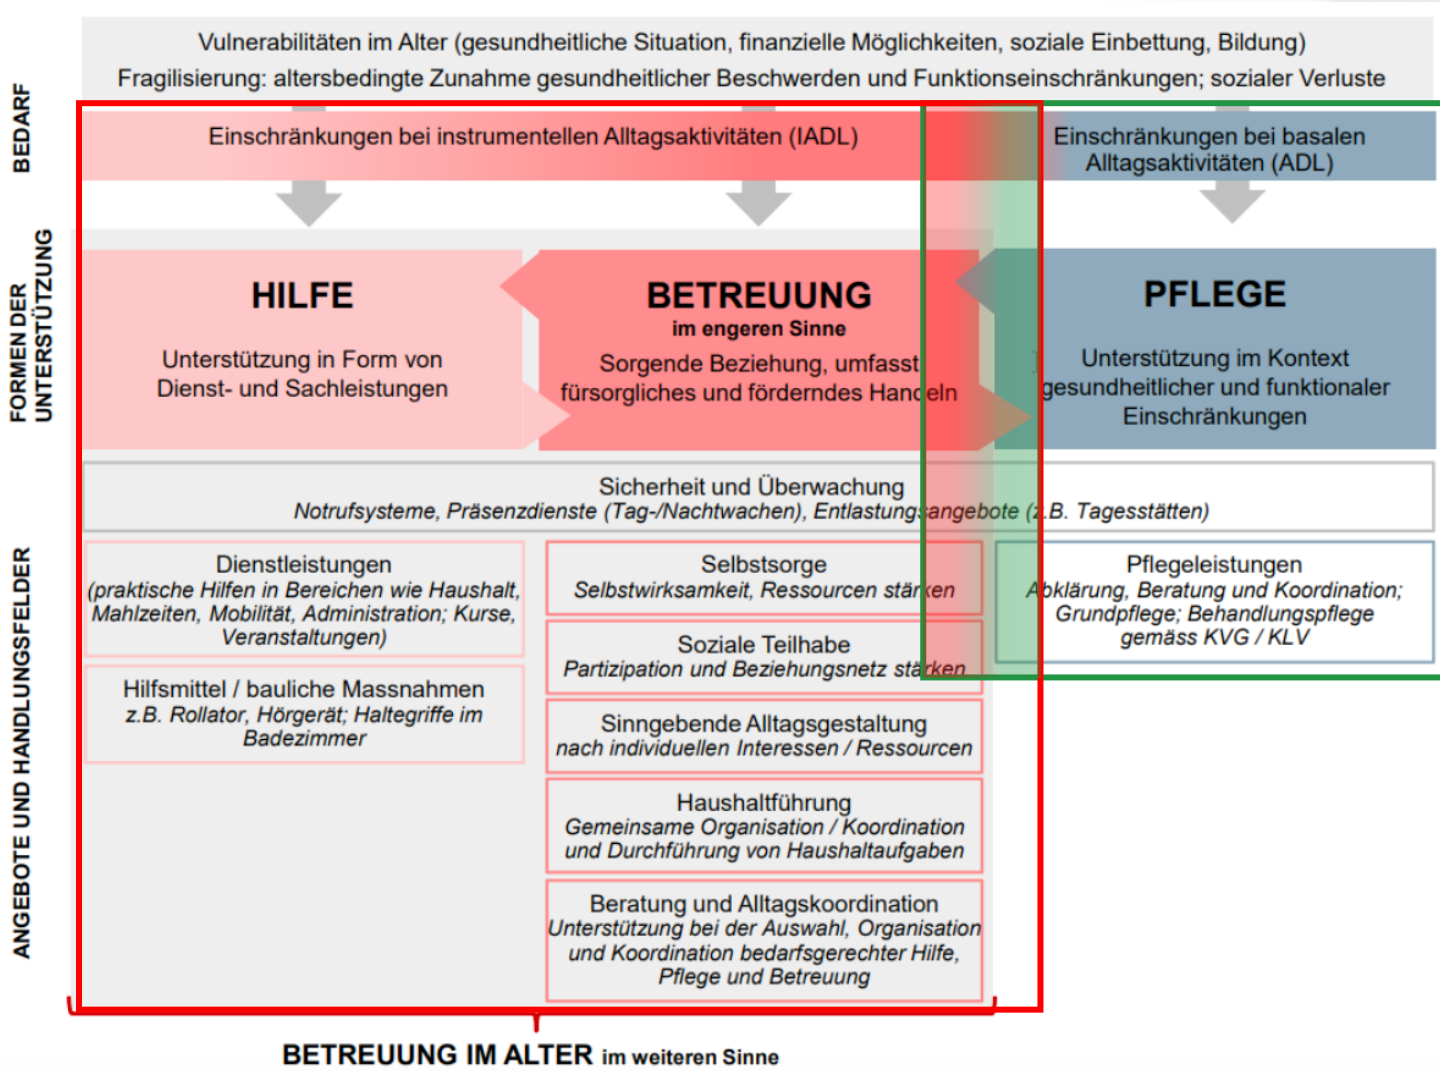 Vulnerabilitäten im Alter (gesundheitliche Situation, finanzielle Möglichkeiten, soziale Einbettung, Bildung)
Fragilisierung: altersbedingte Zunahme gesundheitlicher Beschwerden und Funktionseinschränkungen; sozialer Verluste
BEDARF
Einschränkungen bei instrumentellen Alltagsaktivitäten (IADL)
Einschränkungen bei basalen
Alltagsaktivitäten (ADL)
FORMEN DER
UNTERSTÜTZUNG
HILFE
Unterstützung in Form von
Dienst- und Sachleistungen
BETREUUNG
im engeren Sinne
Sorgende Beziehung, umfasst
fürsorgliches und förderndes Handeln
PFLEGE
Unterstützung im Kontext
gesundheitlicher und funktionaler
Einschränkungen
ANGEBOTE UND HANDLUNGSFELDER
Sicherheit und Überwachung
Notrufsysteme, Präsenzdienste (Tag-/Nachtwachen), Entlastungsangebote (z.B. Tagesstätten)
Dienstleistungen
(praktische Hilfen in Bereichen wie Haushalt,
Mahlzeiten, Mobilität, Administration; Kurse,
Veranstaltungen)
Hilfsmittel / bauliche Massnahmen
z.B. Rollator, Hörgerät; Haltegriffe im
Badezimmer
Selbstsorge
Selbstwirksamkeit, Ressourcen stärken
Soziale Teilhabe
Partizipation und Beziehungsnetz stärken
Sinngebende Alltagsgestaltung
nach individuellen Interessen / Ressourcen
Haushaltführung
Gemeinsame Organisation / Koordination
und Durchführung von Haushaltaufgaben
Beratung und Alltagskoordination
Unterstützung bei der Auswahl, Organisation
und Koordination bedarfsgerechter Hilfe,
Pflege und Betreuung
Pflegeleistungen
Abklärung, Beratung und Koordination;
Grundpflege; Behandlungspflege
gemäss KVG / KLV
BETREUUNG IM ALTER im weiteren Sinne